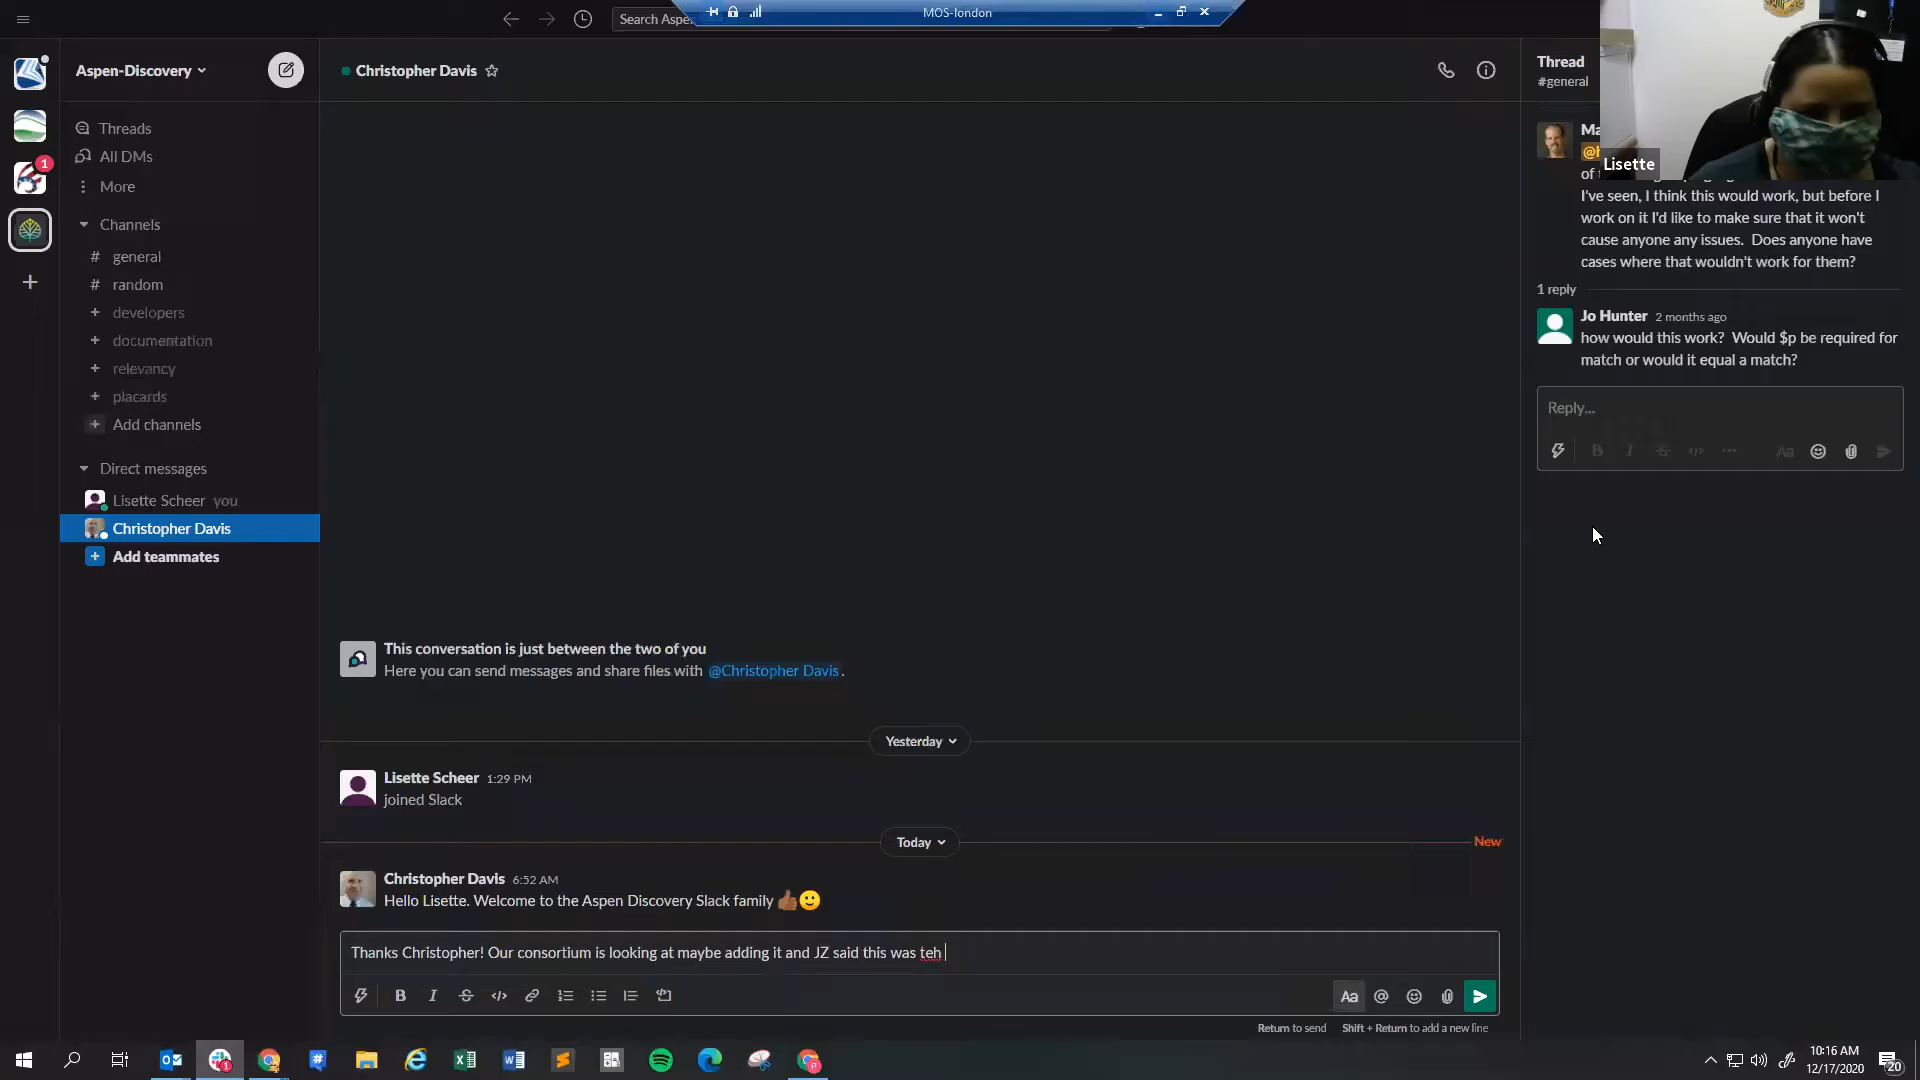 Search Aspe
MOS-london
Aspen-Discovery
Christopher Davis
Thread
#general
Threads
All DMs
More
Channels
# general
# random
+ developers
+ documentation
+ relevancy
+ placards
+ Add channels
Direct messages
Lisette Scheer you
Christopher Davis
+ Add teammates
1
Lisette
Ma
of t
I've seen, I think this would work, but before I
work on it I'd like to make sure that it won't
cause anyone any issues. Does anyone have
cases where that wouldn't work for them?
1 reply
Jo Hunter 2 months ago
how would this work? Would $p be required for
match or would it equal a match?
Reply...
This conversation is just between the two of you
Here you can send messages and share files with @Christopher Davis.
Yesterday
Lisette Scheer 1:29 PM
joined Slack
Today
New
Christopher Davis 6:52 AM
Hello Lisette. Welcome to the Aspen Discovery Slack family
Thanks Christopher! Our consortium is looking at maybe adding it and JZ said this was teh
Return to send Shift + Return to add a new line
10:16 AM
12/17/2020
20